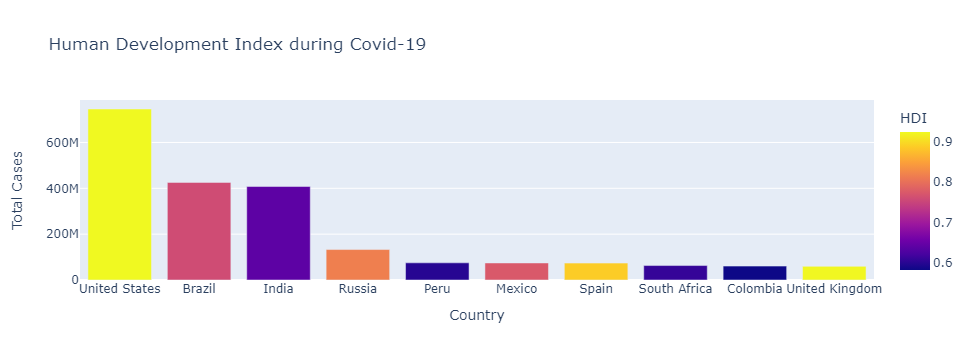 Human Development Index during Covid-19
HDI
0.9
0.8
0.7
0.6
Total Cases
600M
400M
200M
0
United States Brazil India Russia Peru Mexico Spain South Africa Colombia United Kingdom
Country